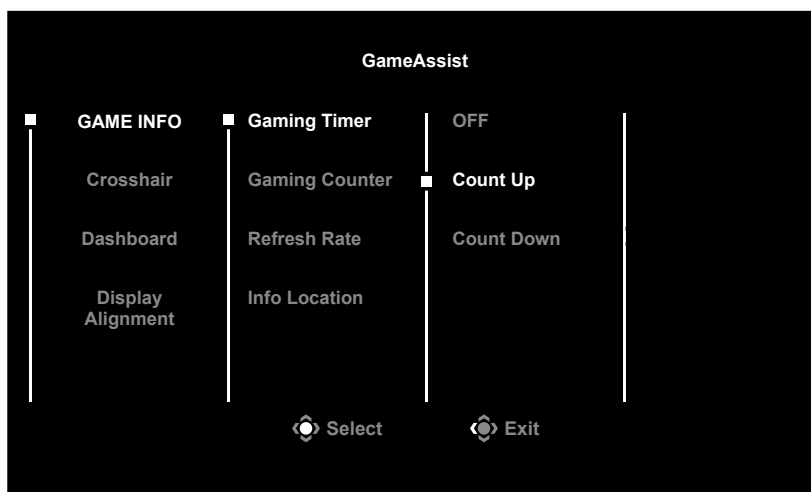 GameAssist
GAME INFO
Gaming Timer
OFF
Crosshair
Gaming Counter
Count Up
Dashboard
Refresh Rate
Count Down
Display
Alignment
Info Location
Select
Exit